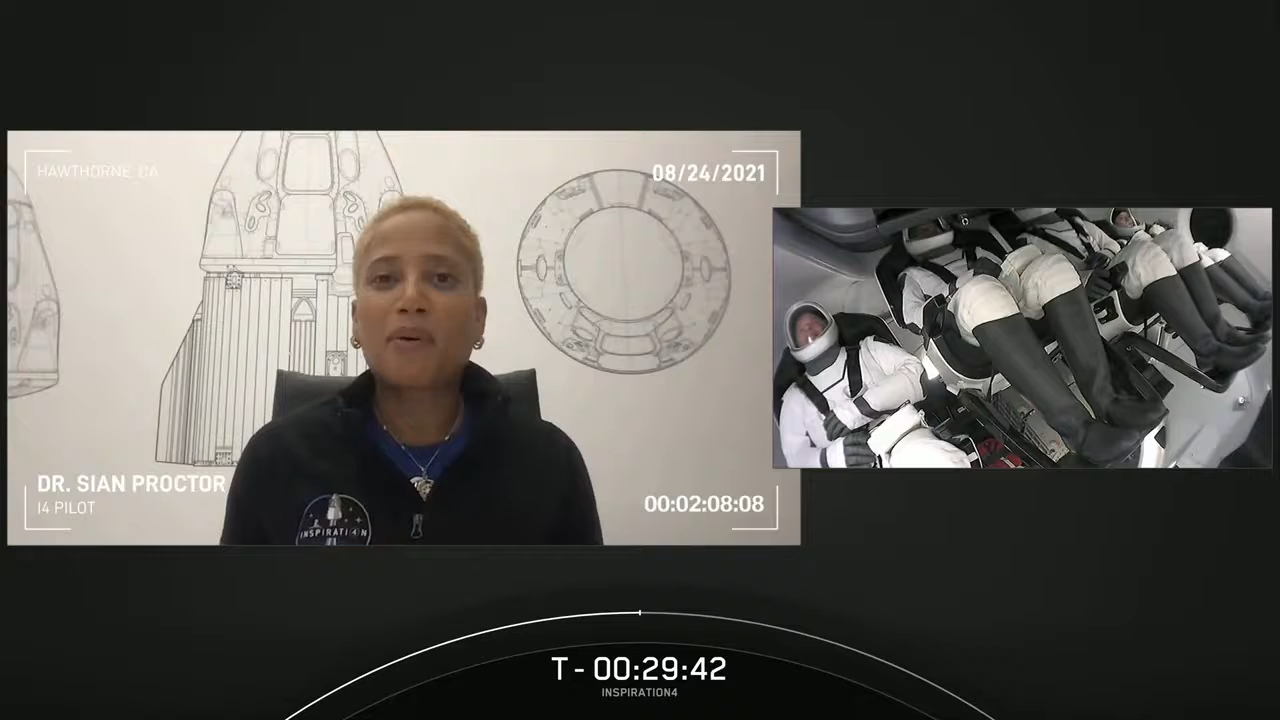 HAWTHORNE, CA
08/24/2021
DR. SIAN PROCTOR
I4 PILOT
00:02:08:08
INSPIRATI4N
T- 00:29:42
INSPIRATION4